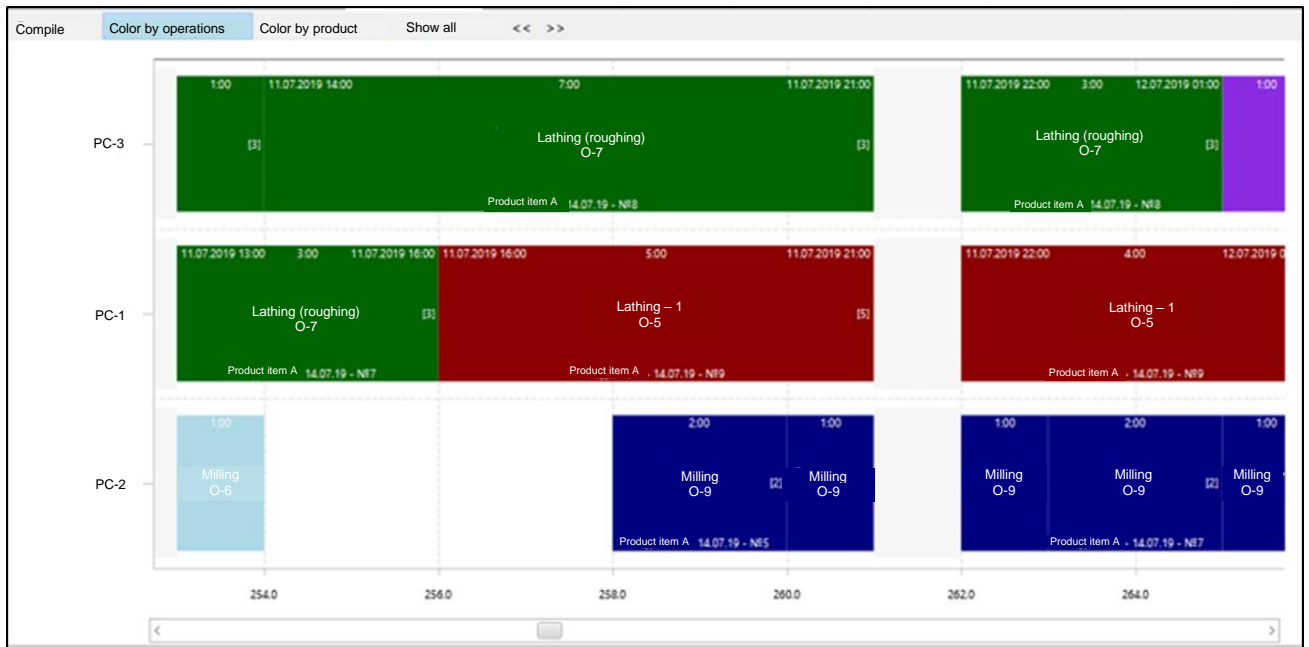 Compile Color by operations Color by product Show all << >>
1:00 11.07.2019 14:00 7:00 11.07.2019 21:00 11.07.2019 22:00 3:00 12.07.2019 01:00 1:00
PC-3
[3] Lathing (roughing) [3] Lathing (roughing) [3]
O-7 O-7
Product item A 14.07.19 - №8 Product item A 14.07.19 - №8
11.07.2019 13:00 3:00 11.07.2019 16:00 11.07.2019 16:00 5:00 11.07.2019 21:00 11.07.2019 22:00 4:00 12.07.2019 0
PC-1
Lathing (roughing) [3] Lathing – 1 [5] Lathing – 1
O-7 O-5 O-5
Product item A 14.07.19 - №7 Product item A . 14.07.19 - №9 Product item A - 14.07.19 - №9
1:00 2:00 1:00 1:00 2:00 1:00
PC-2
Milling Milling [2] Milling Milling Milling [2] Milling
O-6 O-9 O-9 O-9 O-9 O-9
Product item A 14.07.19 - №5 Product item A - 14.07.19 - №7
254.0 256.0 258.0 260.0 262.0 264.0
< >